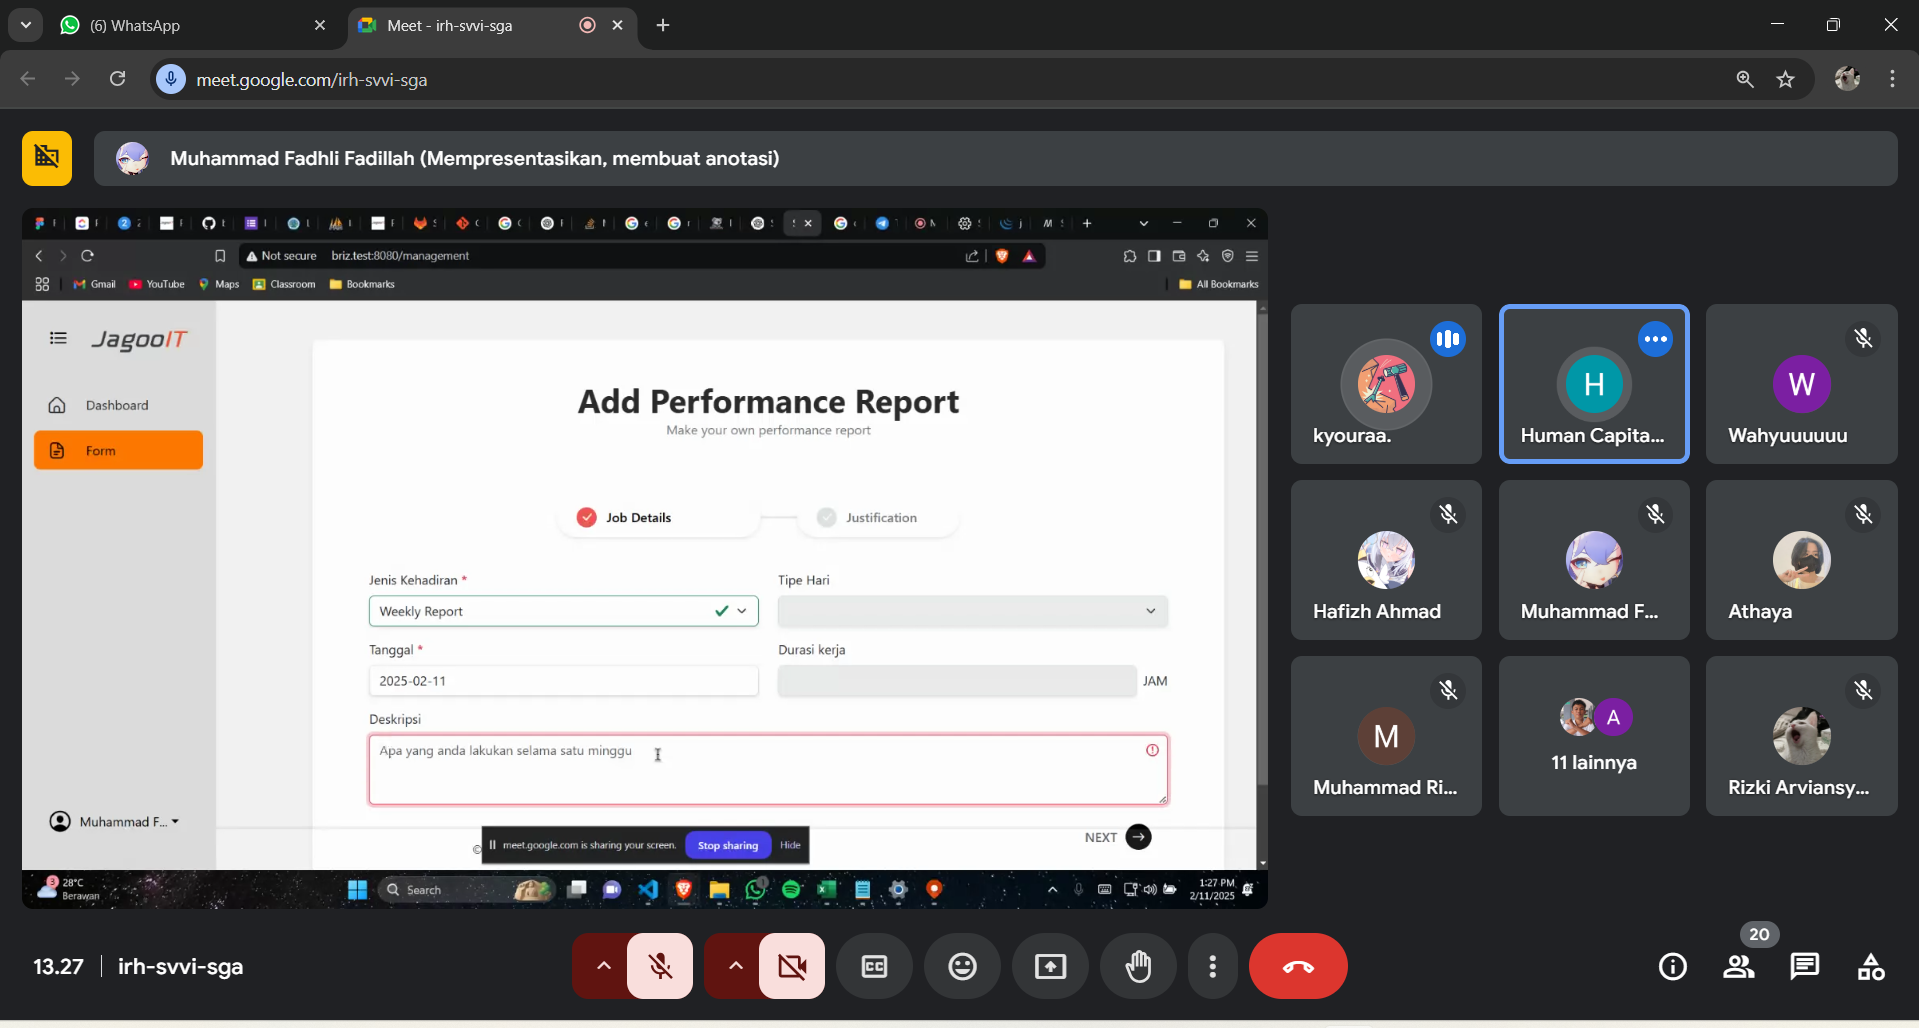 (6) WhatsApp
Meet - irh-svvi-sga
meet.google.com/irh-svvi-sga
Muhammad Fadhli Fadillah (Mempresentasikan, membuat anotasi)
Not secure
briz.test:8080/management
Gmail
YouTube
Maps
Classroom
Bookmarks
All Bookmarks
JagooIT
Dashboard
Form
Muhammad F...
Add Performance Report
Make your own performance report
Job Details
Justification
Jenis Kehadiran *
Tipe Hari
Weekly Report
Tanggal *
Durasi kerja
2025-02-11
JAM
Deskripsi
Apa yang anda lakukan selama satu minggu
NEXT
©
meet.google.com is sharing your screen.
Stop sharing
Hide
3
28°C
Berawan
Search
1
1:27 PM
2/11/2025
kyouraa.
H
Human Capita...
W
Wahyuuuuuu
Hafizh Ahmad
Muhammad F...
Athaya
M
Muhammad Ri...
A
11 lainnya
Rizki Arviansy...
13.27
irh-svvi-sga
CC
20